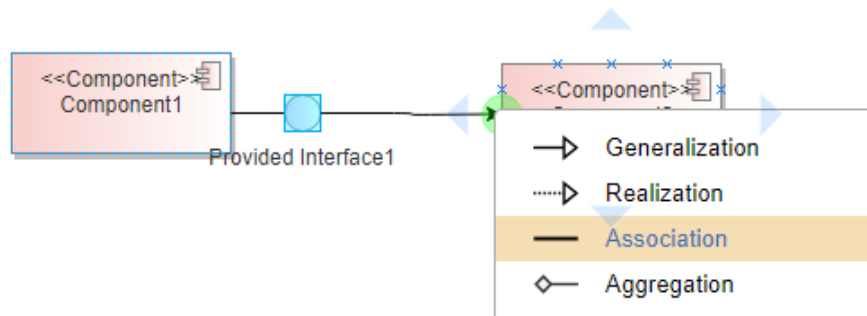 <<Component>>
Component1
Provided Interface1
<<Component>>
Generalization
Realization
Association
Aggregation